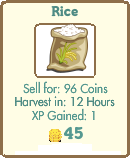 Rice
Sell for: 96 Coins
Harvest in: 12 Hours
XP Gained: 1
45